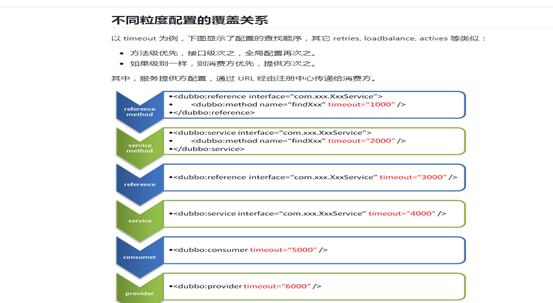 不同粒度配置的覆盖关系
以 timeout 为例，下图显示了配置的查找顺序，其它 retries, loadbalance, actives 等类似：
• 方法级优先，接口级次之，全局配置再次之。
• 如果级别一样，则消费方优先，提供方次之。
其中，服务提供方配置，通过 URL 经由注册中心传递给消费方。
reference
method
•<dubbo:reference interface="com.xxx.XxxService">
• <dubbo:method name="findXxx" timeout="1000" />
•</dubbo:reference>
service
method
•<dubbo:service interface="com.xxx.XxxService">
• <dubbo:method name="findXxx" timeout="2000" />
•</dubbo:service>
reference
•<dubbo:reference interface="com.xxx.XxxService" timeout="3000" />
service
•<dubbo:service interface="com.xxx.XxxService" timeout="4000" />
consumer
•<dubbo:consumer timeout="5000" />
provider
•<dubbo:provider timeout="6000" />